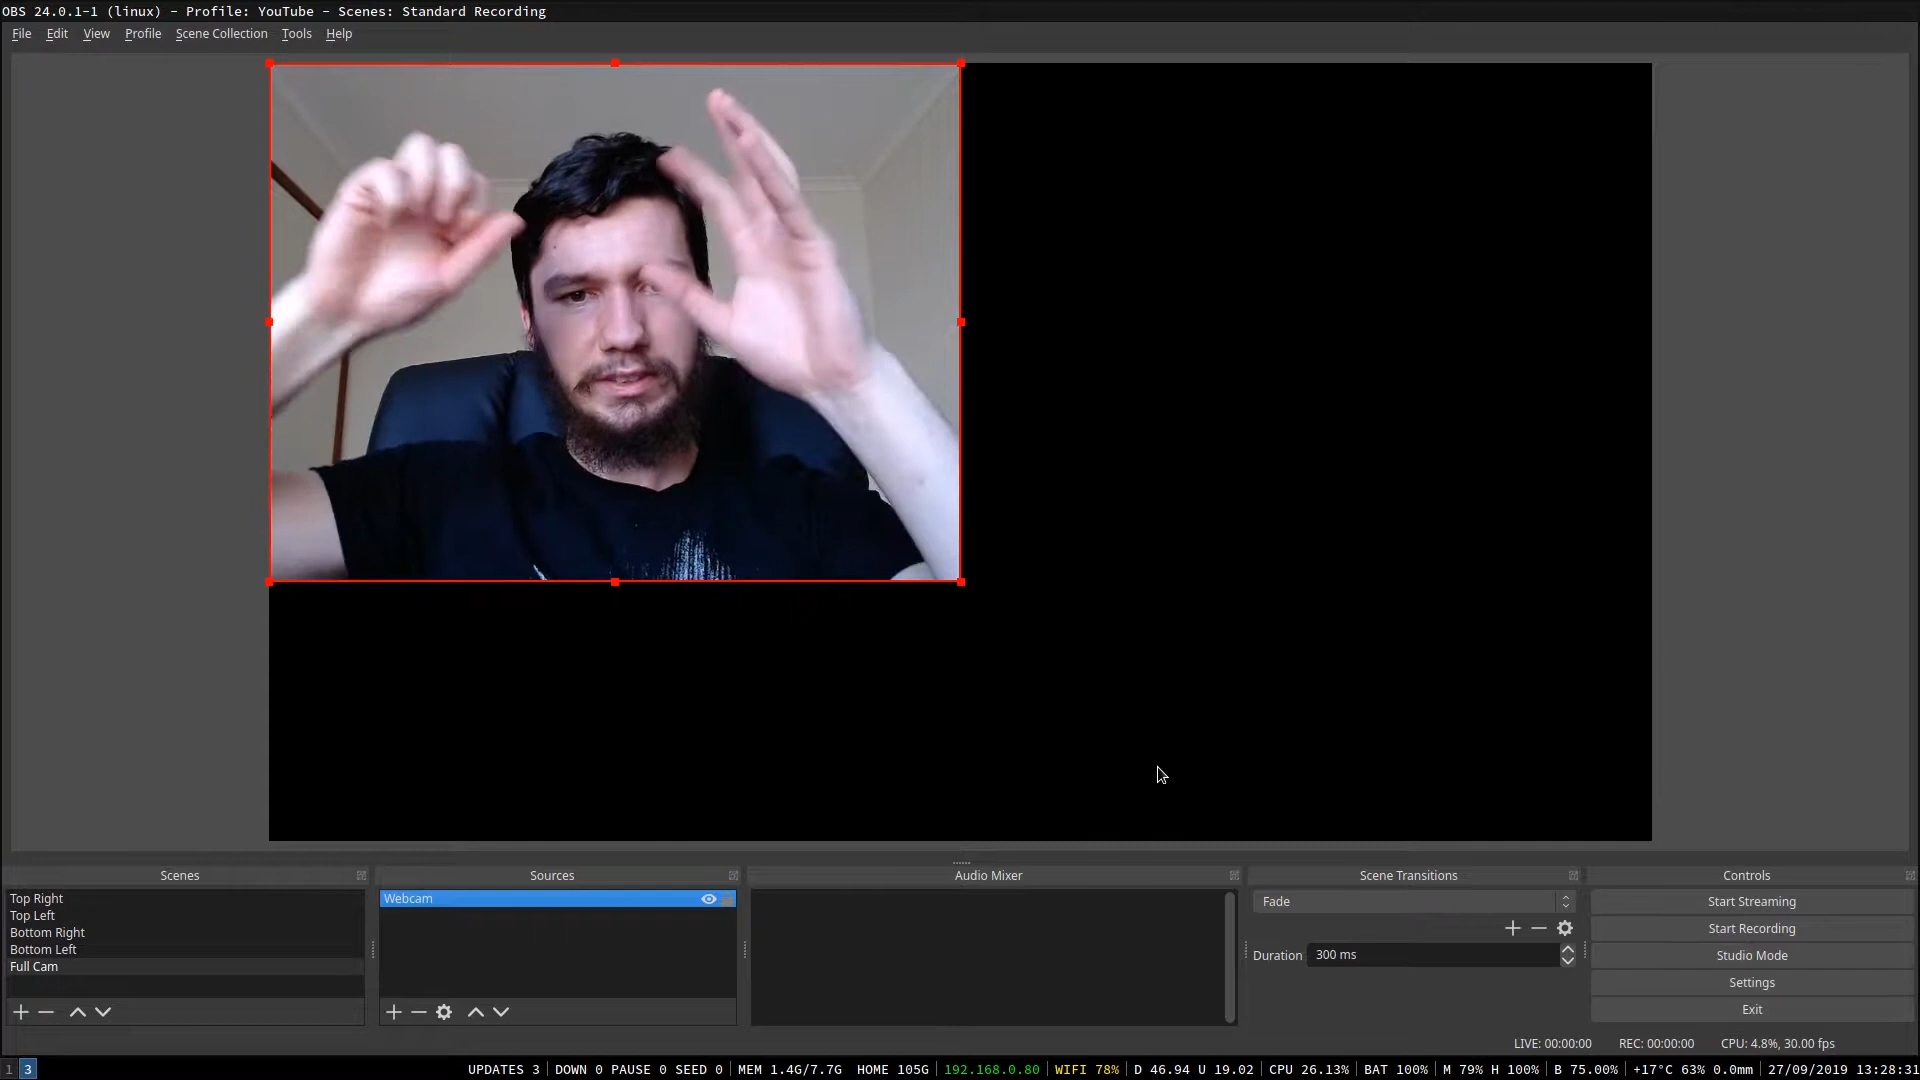 OBS 24.0.1-1 (linux) - Profile: YouTube - Scenes: Standard Recording
File Edit View Profile Scene Collection Tools Help
Scenes
Top Right
Top Left
Bottom Right
Bottom Left
Full Cam
Sources
Webcam
Audio Mixer
Scene Transitions
Fade
Duration 300 ms
Controls
Start Streaming
Start Recording
Studio Mode
Settings
Exit
LIVE: 00:00:00 REC: 00:00:00 CPU: 4.8%, 30.00 fps
1 3 UPDATES 3 | DOWN 0 PAUSE 0 SEED 0 | MEM 1.4G/7.7G HOME 105G | 192.168.0.80 | WIFI 78% | D 46.94 U 19.02 | CPU 26.13% | BAT 100% | M 79% H 100% | B 75.00% | +17°C 63% 0.0mm | 27/09/2019 13:28:31